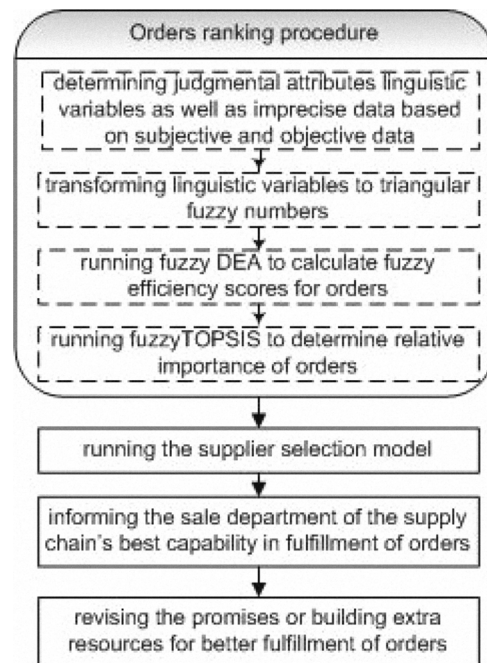 Orders ranking procedure
determining judgmental attributes linguistic
variables as well as imprecise data based
on subjective and objective data
transforming linguistic variables to triangular
fuzzy numbers
running fuzzy DEA to calculate fuzzy
efficiency scores for orders
running fuzzyTOPSIS to determine relative
importance of orders
running the supplier selection model
informing the sale department of the supply
chain's best capability in fulfillment of orders
revising the promises or building extra
resources for better fulfillment of orders